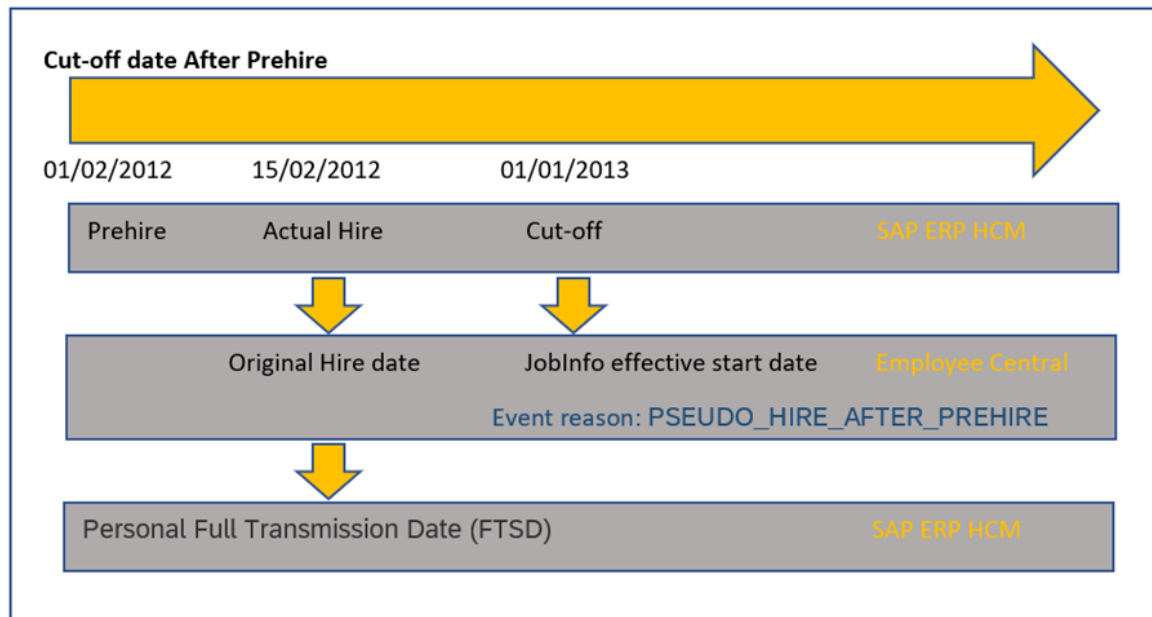 Cut-off date After Prehire
01/02/2012 15/02/2012 01/01/2013
Prehire Actual Hire Cut-off SAP ERP HCM
Original Hire date JobInfo effective start date Employee Central
Event reason: PSEUDO_HIRE_AFTER_PREHIRE
Personal Full Transmission Date (FTSD) SAP ERP HCM